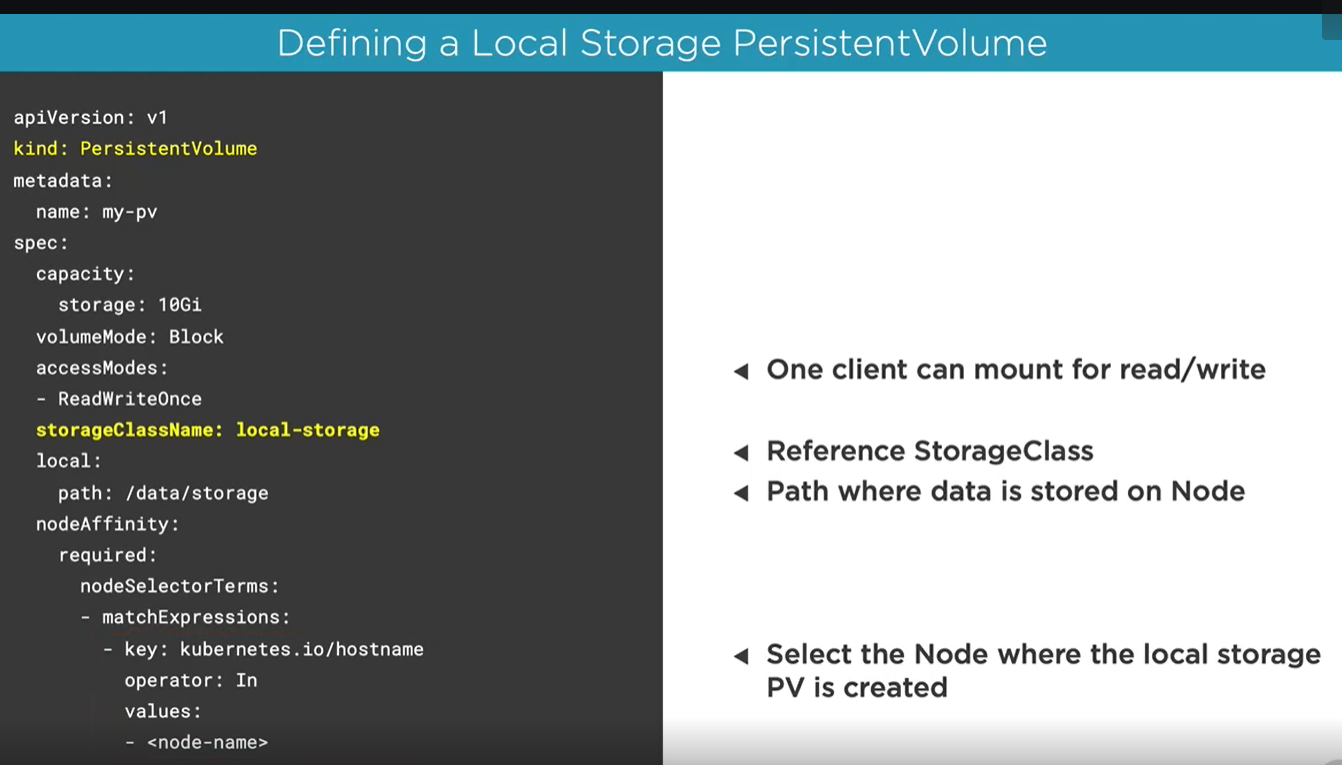 Defining a Local Storage PersistentVolume
apiVersion: v1
kind: PersistentVolume
metadata:
  name: my-pv
spec:
  capacity:
    storage: 10Gi
  volumeMode: Block
  accessModes:
  - ReadWriteOnce
  storageClassName: local-storage
  local:
    path: /data/storage
  nodeAffinity:
    required:
      nodeSelectorTerms:
      - matchExpressions:
        - key: kubernetes.io/hostname
          operator: In
          values:
          - <node-name>
◀ One client can mount for read/write
◀ Reference StorageClass
◀ Path where data is stored on Node
◀ Select the Node where the local storage
PV is created